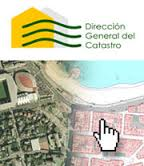 Dirección
General del
Catastro